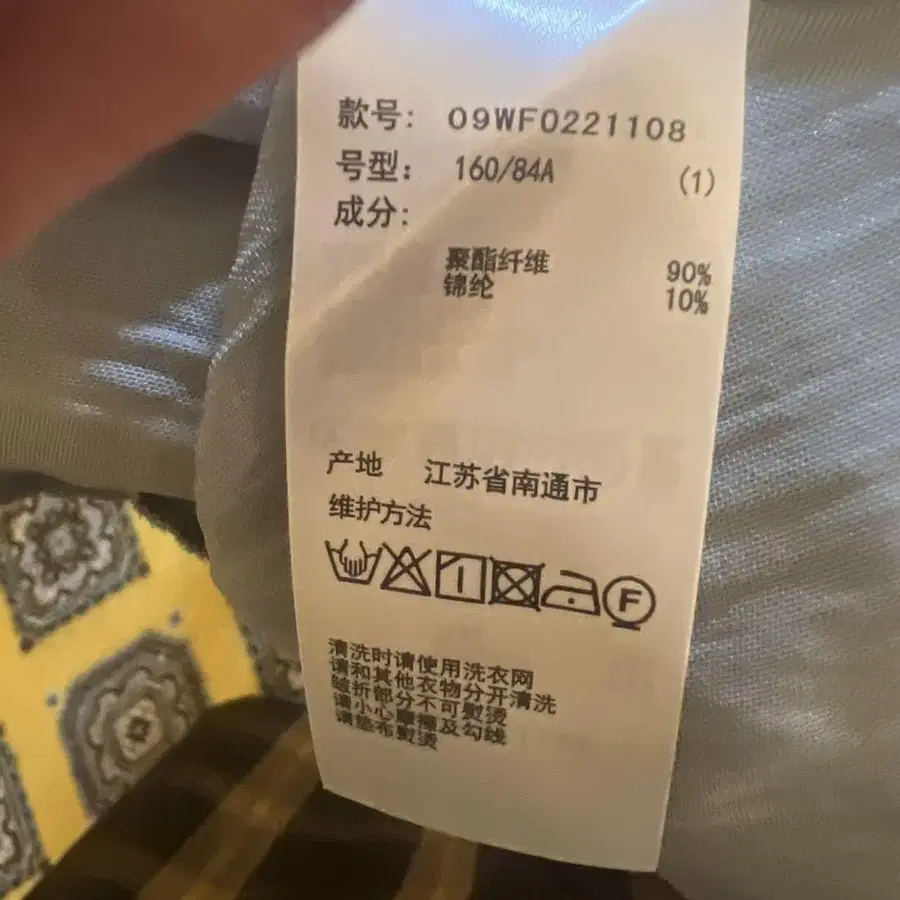 款号: 09WF0221108
号型: 160/84A (1)
成分:
聚酯纤维 90%
锦纶 10%
产地 江苏省南通市
维护方法
F
清洗时请使用洗衣网
请和其他衣物分开清洗
皱折部分不可熨烫
请小心摩擦及勾线
请垫布熨烫